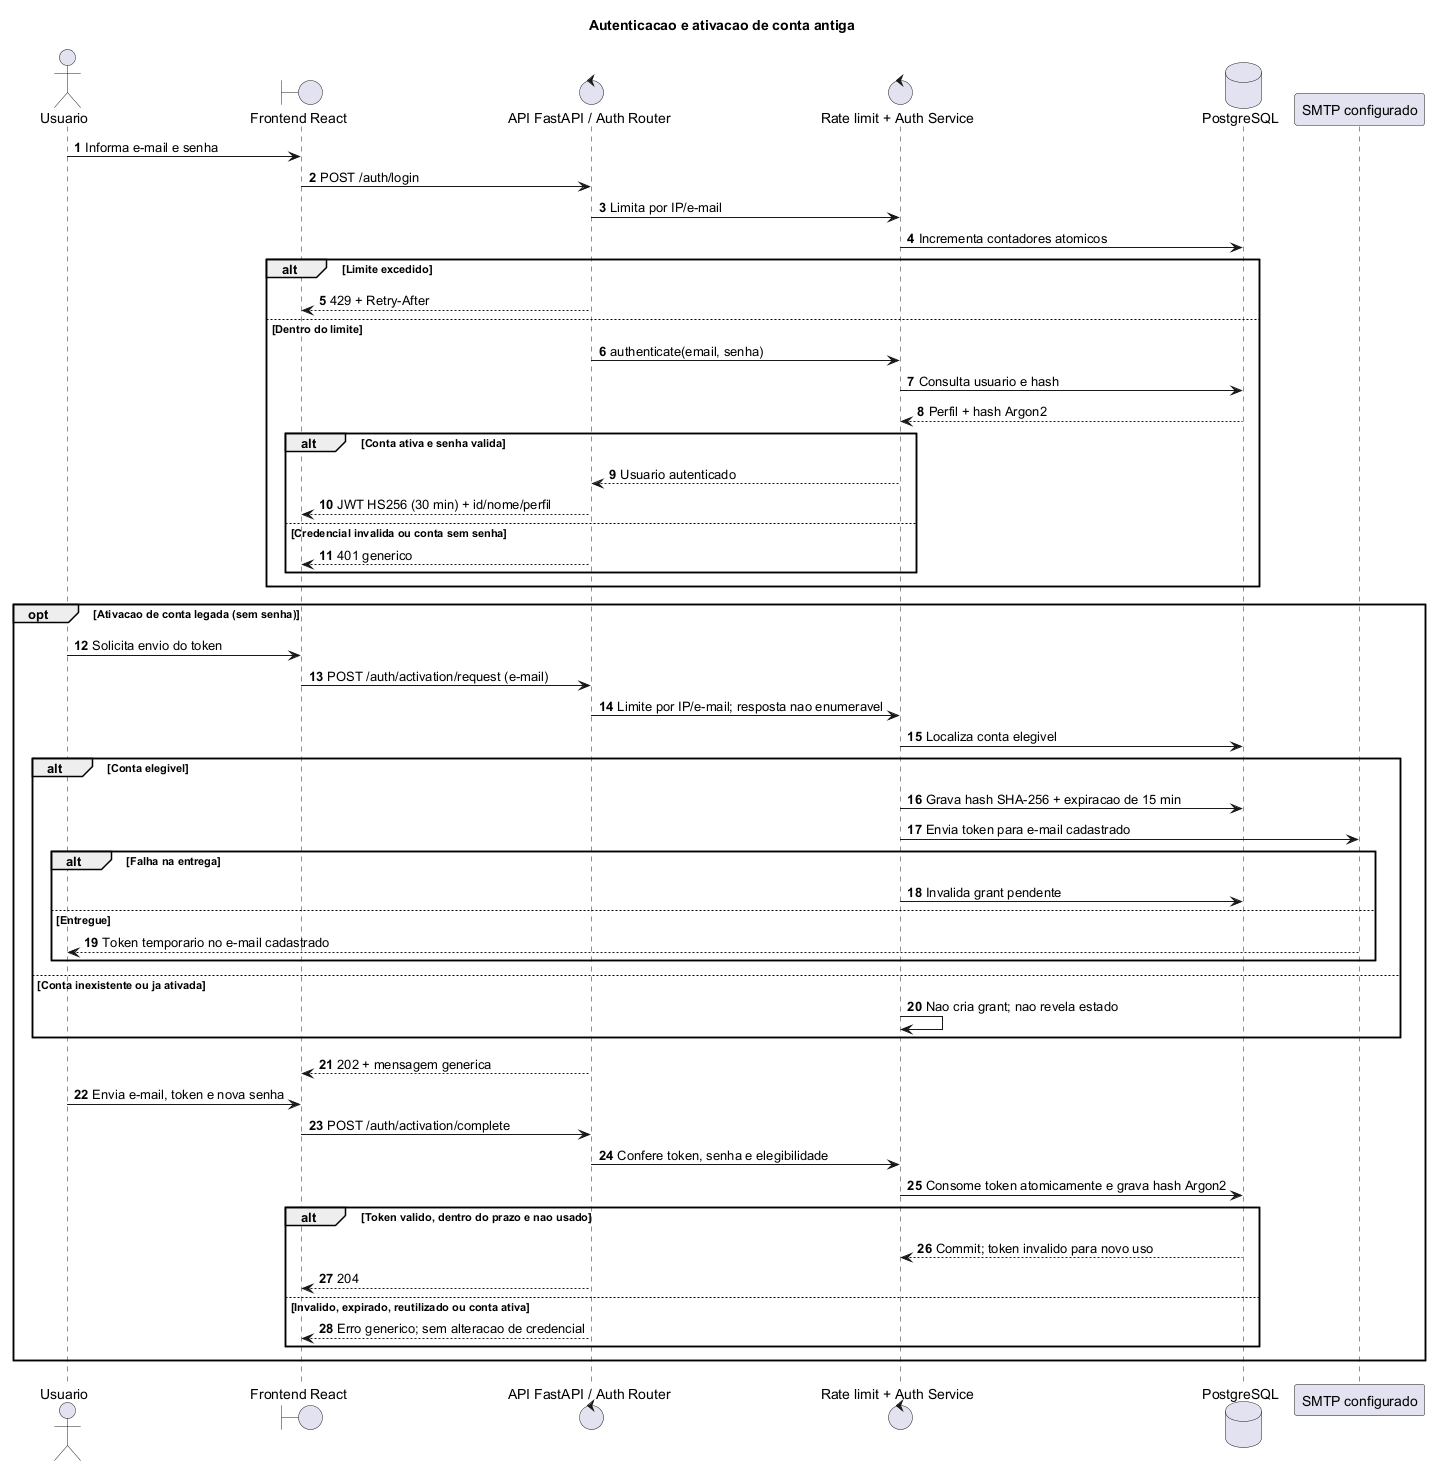 Autenticacao e ativacao de conta antiga
Usuario
Frontend React
API FastAPI / Auth Router
Rate limit + Auth Service
PostgreSQL
SMTP configurado
1 Informa e-mail e senha
2 POST /auth/login
3 Limita por IP/e-mail
4 Incrementa contadores atomicos
alt [Limite excedido]
5 429 + Retry-After
[Dentro do limite]
6 authenticate(email, senha)
7 Consulta usuario e hash
8 Perfil + hash Argon2
alt [Conta ativa e senha valida]
9 Usuario autenticado
10 JWT HS256 (30 min) + id/nome/perfil
[Credencial invalida ou conta sem senha]
11 401 generico
opt [Ativacao de conta legada (sem senha)]
12 Solicita envio do token
13 POST /auth/activation/request (e-mail)
14 Limite por IP/e-mail; resposta nao enumeravel
15 Localiza conta elegivel
alt [Conta elegivel]
16 Grava hash SHA-256 + expiracao de 15 min
17 Envia token para e-mail cadastrado
alt [Falha na entrega]
18 Invalida grant pendente
[Entregue]
19 Token temporario no e-mail cadastrado
[Conta inexistente ou ja ativada]
20 Nao cria grant; nao revela estado
21 202 + mensagem generica
22 Envia e-mail, token e nova senha
23 POST /auth/activation/complete
24 Confere token, senha e elegibilidade
25 Consome token atomicamente e grava hash Argon2
alt [Token valido, dentro do prazo e nao usado]
26 Commit; token invalido para novo uso
27 204
[Invalido, expirado, reutilizado ou conta ativa]
28 Erro generico; sem alteracao de credencial
Usuario
Frontend React
API FastAPI / Auth Router
Rate limit + Auth Service
PostgreSQL
SMTP configurado